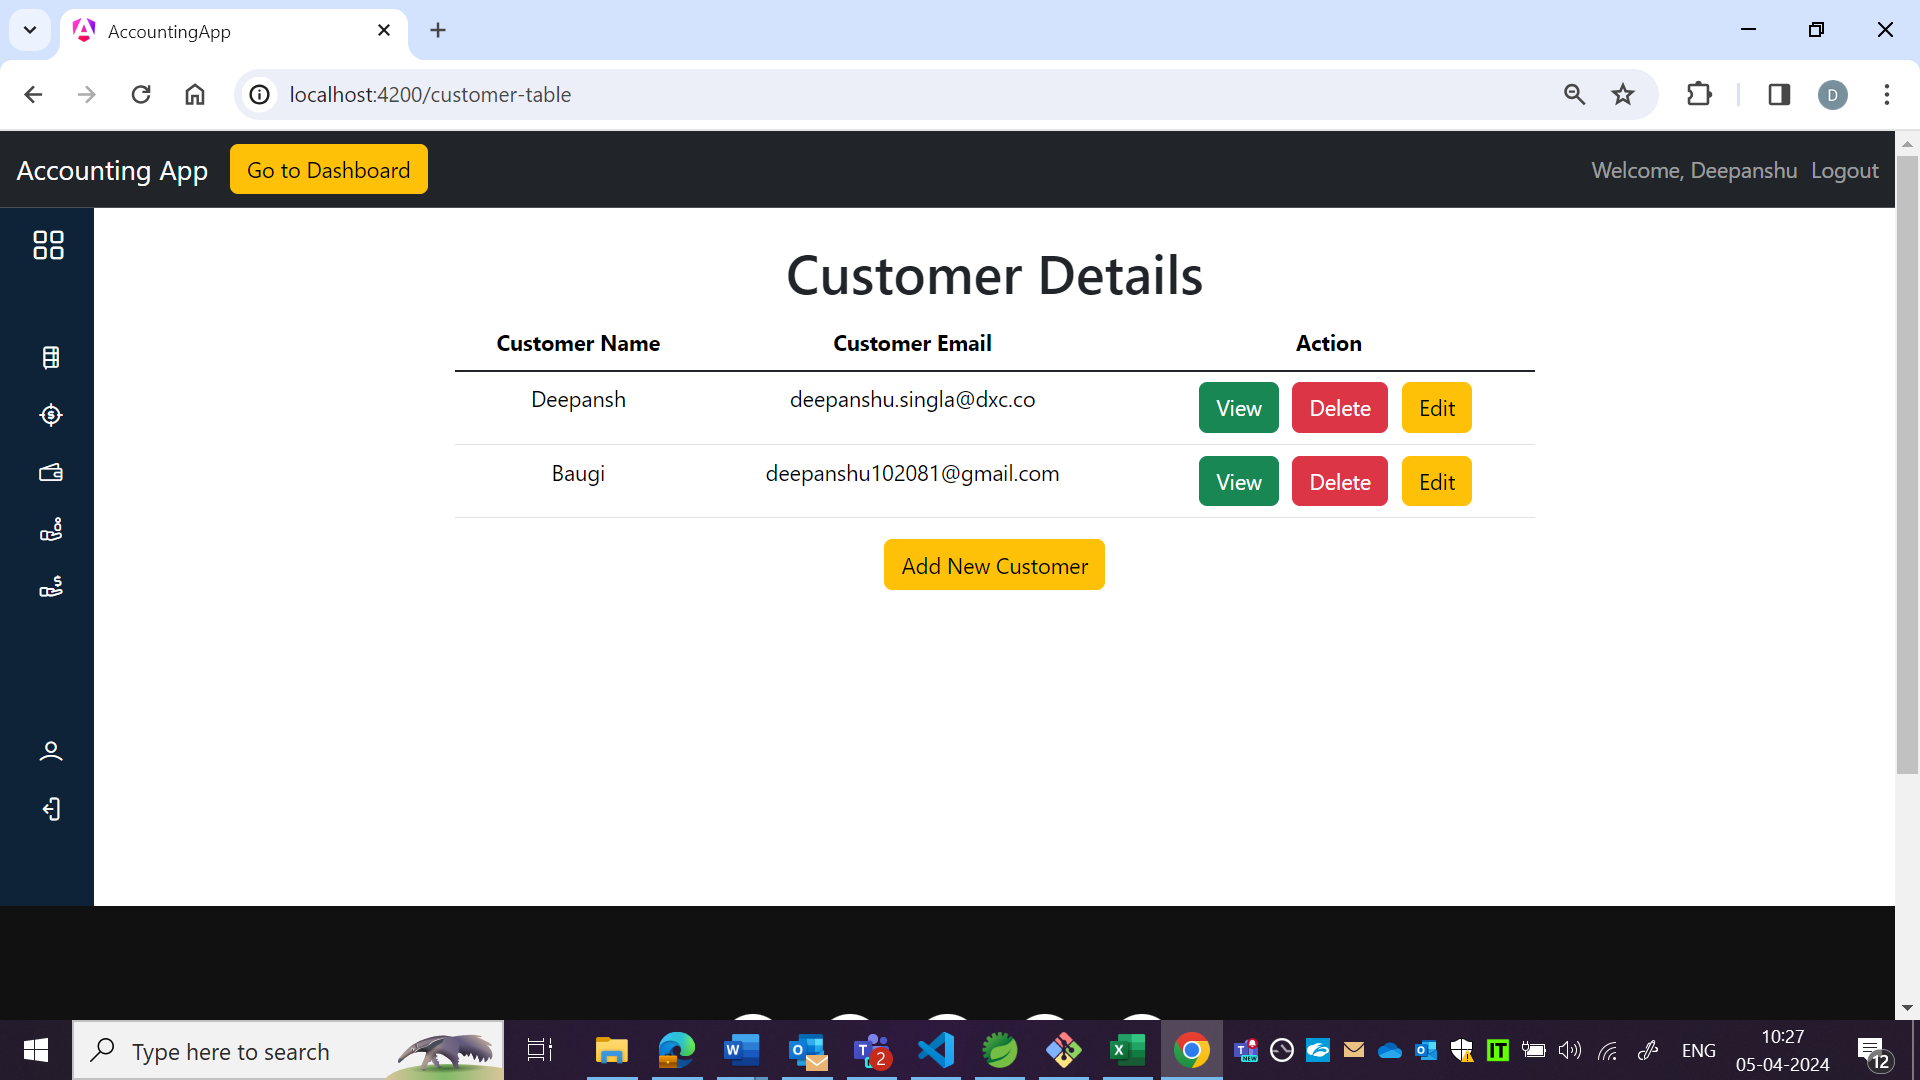 AccountingApp
localhost:4200/customer-table
D
Accounting App Go to Dashboard Welcome, Deepanshu Logout
Customer Details
Customer Name Customer Email Action
Deepansh deepanshu.singla@dxc.co View Delete Edit
Baugi deepanshu102081@gmail.com View Delete Edit
Add New Customer
Type here to search
2
IT
ENG
10:27
05-04-2024
12